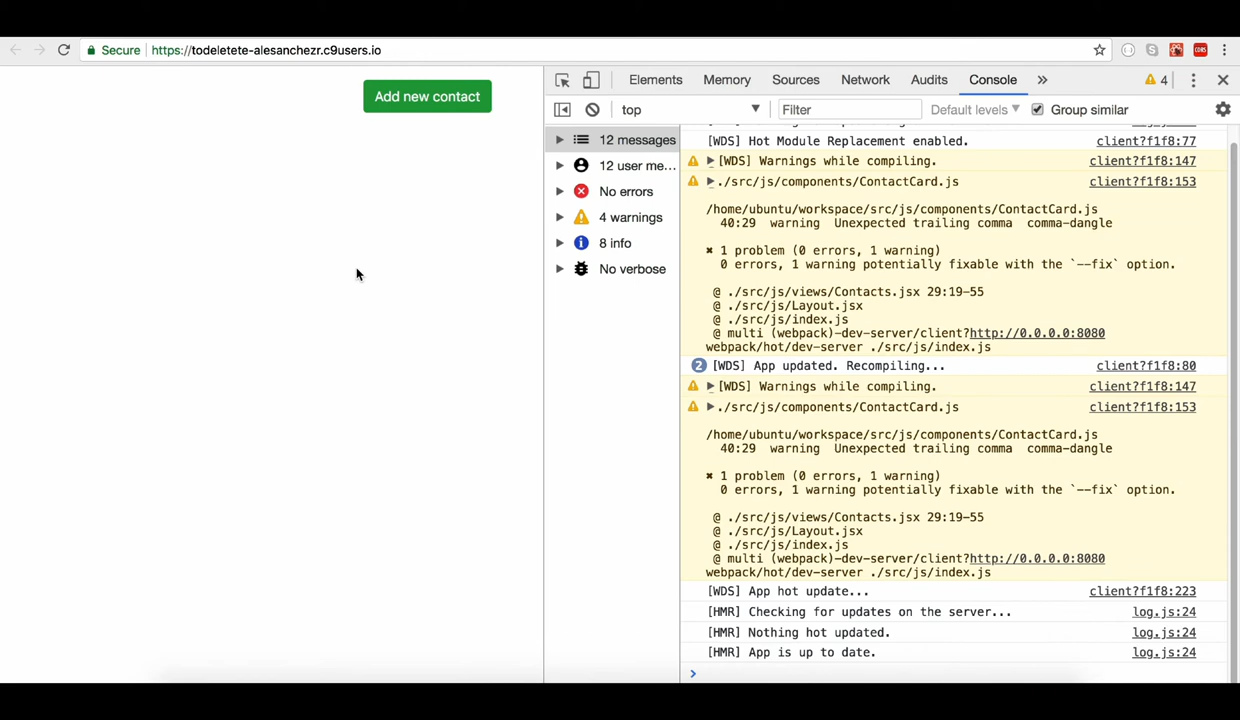 Secure https://todeletete-alesanchezr.c9users.io
Add new contact
Elements Memory Sources Network Audits Console » 4
top Filter Default levels Group similar
12 messages
12 user me...
No errors
4 warnings
8 info
No verbose
[WDS] Hot Module Replacement enabled. client?f1f8:77
[WDS] Warnings while compiling. client?f1f8:147
./src/js/components/ContactCard.js client?f1f8:153
/home/ubuntu/workspace/src/js/components/ContactCard.js
40:29 warning Unexpected trailing comma comma-dangle
✖ 1 problem (0 errors, 1 warning)
0 errors, 1 warning potentially fixable with the `--fix` option.
@ ./src/js/views/Contacts.jsx 29:19-55
@ ./src/js/Layout.jsx
@ ./src/js/index.js
@ multi (webpack)-dev-server/client?http://0.0.0.0:8080
webpack/hot/dev-server ./src/js/index.js
2 [WDS] App updated. Recompiling... client?f1f8:80
[WDS] Warnings while compiling. client?f1f8:147
./src/js/components/ContactCard.js client?f1f8:153
/home/ubuntu/workspace/src/js/components/ContactCard.js
40:29 warning Unexpected trailing comma comma-dangle
✖ 1 problem (0 errors, 1 warning)
0 errors, 1 warning potentially fixable with the `--fix` option.
@ ./src/js/views/Contacts.jsx 29:19-55
@ ./src/js/Layout.jsx
@ ./src/js/index.js
@ multi (webpack)-dev-server/client?http://0.0.0.0:8080
webpack/hot/dev-server ./src/js/index.js
[WDS] App hot update... client?f1f8:223
[HMR] Checking for updates on the server... log.js:24
[HMR] Nothing hot updated. log.js:24
[HMR] App is up to date. log.js:24